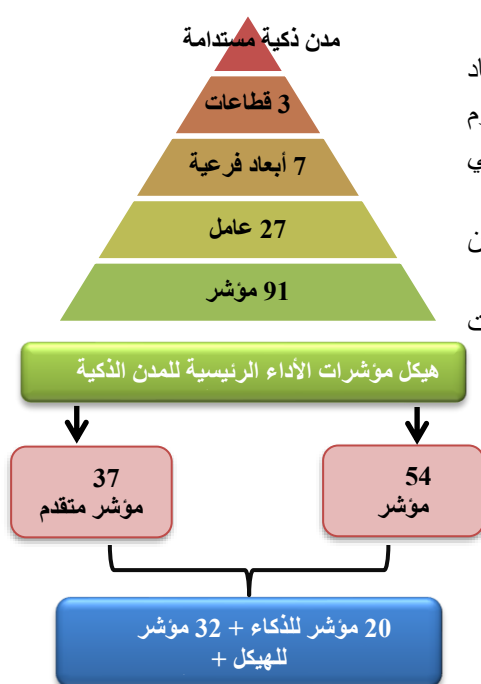 مدن ذكية مستدامة
3 قطاعات
7 أبعاد فرعية
27 عامل
91 مؤشر
هيكل مؤشرات الأداء الرئيسية للمدن الذكية
54
مؤشر
37
مؤشر متقدم
20 مؤشر للذكاء + 32 مؤشر
للهيكل +